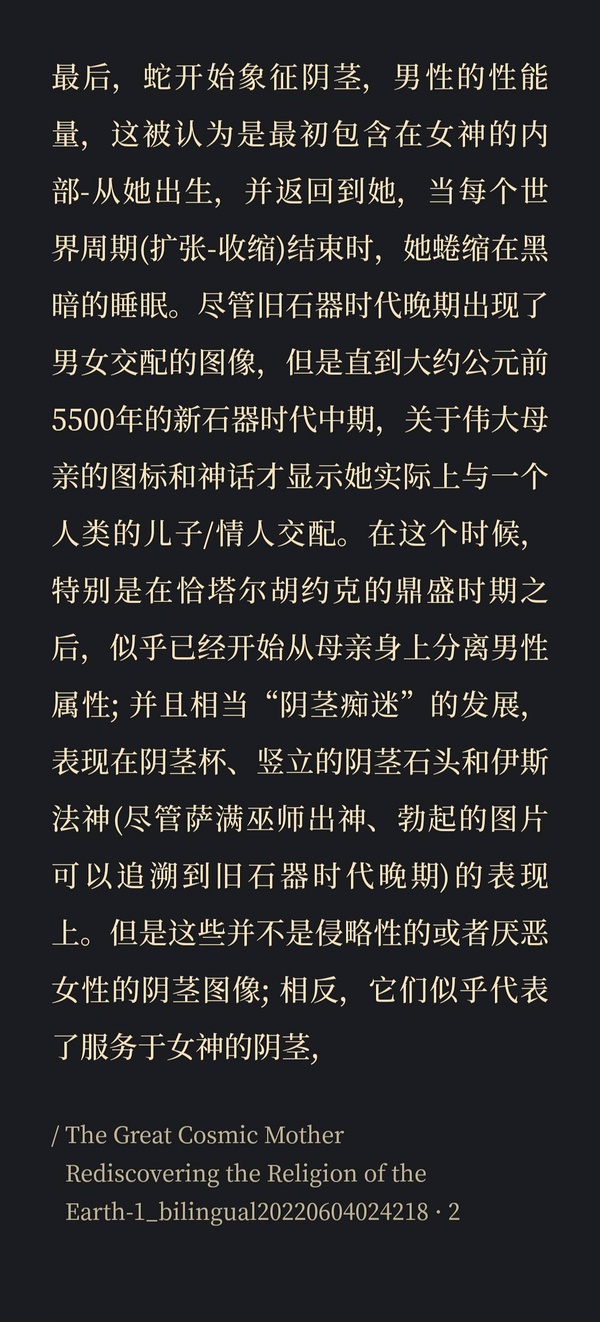 最后，蛇开始象征阴茎，男性的性能
量，这被认为是最初包含在女神的内
部-从她出生，并返回到她，当每个世
界周期(扩张-收缩)结束时，她蜷缩在黑
暗的睡眠。尽管旧石器时代晚期出现了
男女交配的图像，但是直到大约公元前
5500年的新石器时代中期，关于伟大母
亲的图标和神话才显示她实际上与一个
人类的儿子/情人交配。在这个时候，
特别是在恰塔尔胡约克的鼎盛时期之
后，似乎已经开始从母亲身上分离男性
属性; 并且相当“阴茎痴迷”的发展，
表现在阴茎杯、竖立的阴茎石头和伊斯
法神(尽管萨满巫师出神、勃起的图片
可以追溯到旧石器时代晚期)的表现
上。但是这些并不是侵略性的或者厌恶
女性的阴茎图像; 相反，它们似乎代表
了服务于女神的阴茎,
/ The Great Cosmic Mother
Rediscovering the Religion of the
Earth-1_bilingual20220604024218 · 2